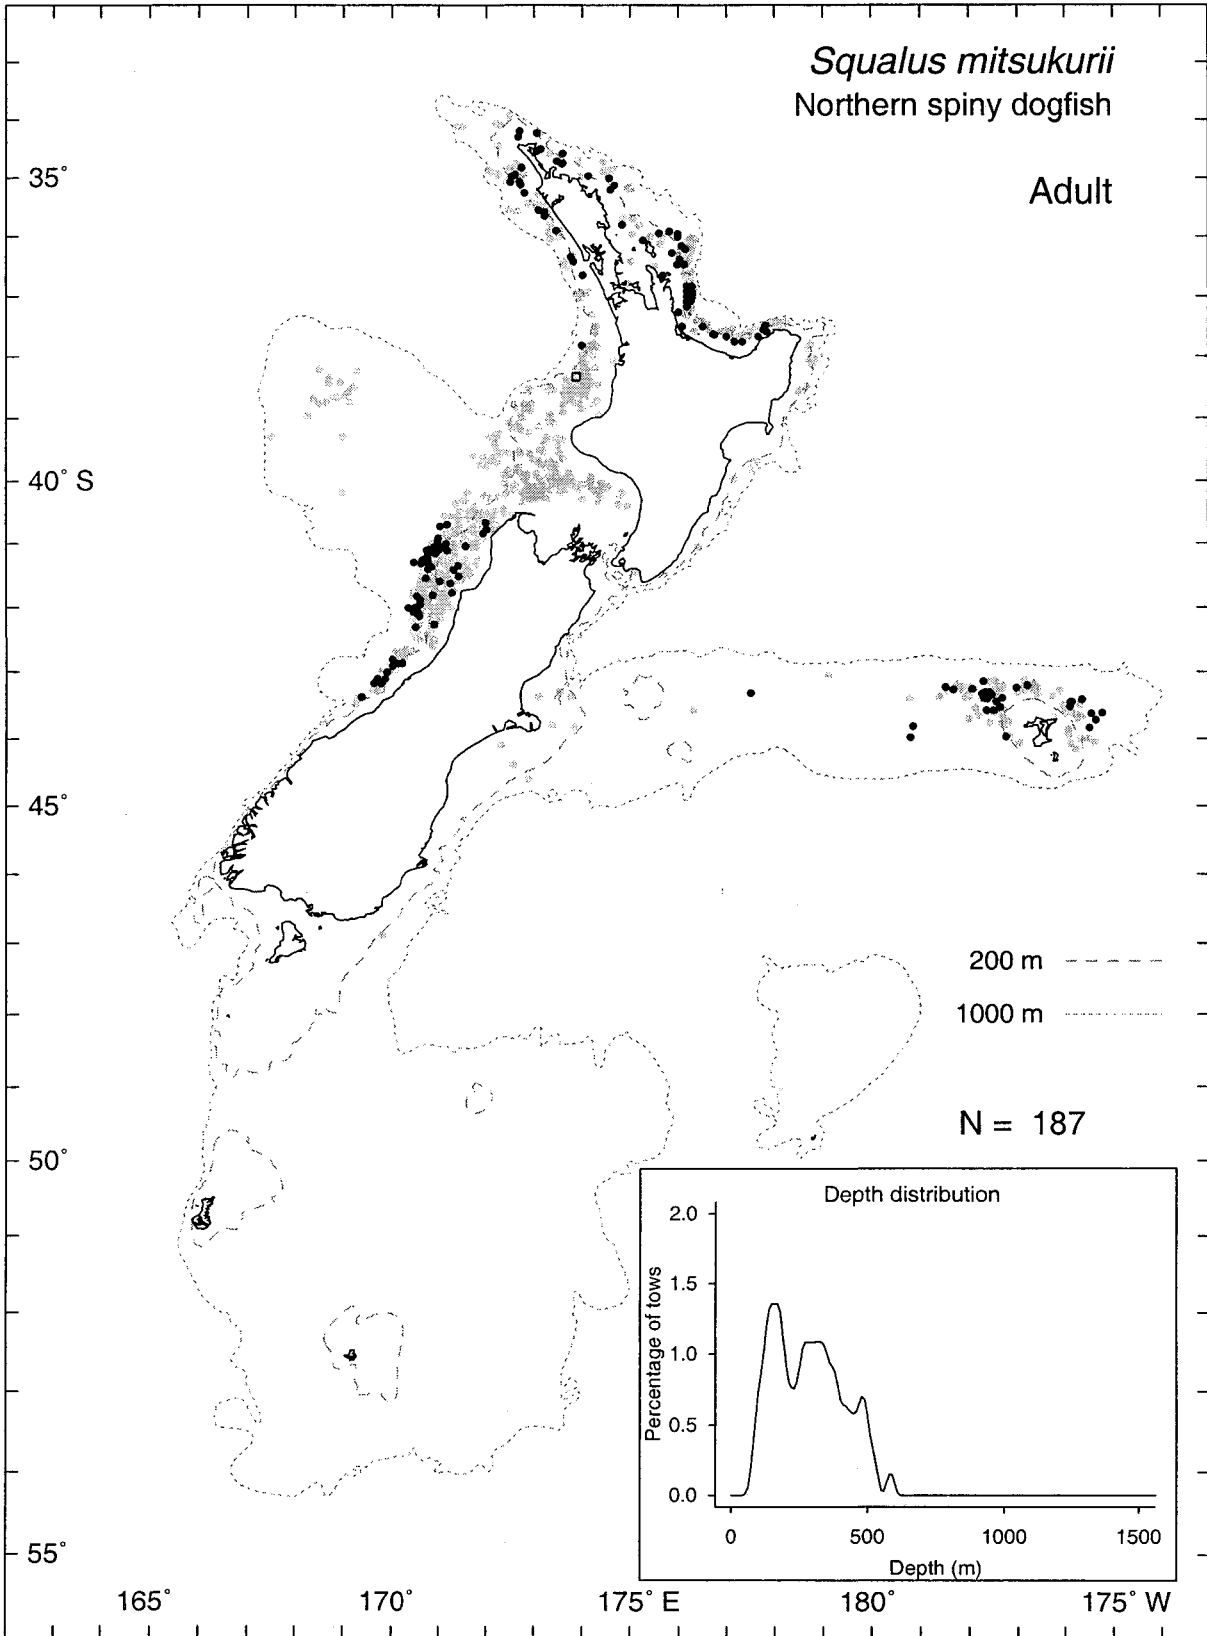 Squalus mitsukurii
Northern spiny dogfish
Adult
35°
40° S
45°
50°
55°
200 m
1000 m
N = 187
Depth distribution
Percentage of tows
2.0
1.5
1.0
0.5
0.0
0 500 1000 1500
Depth (m)
165° 170° 175° E 180° 175° W